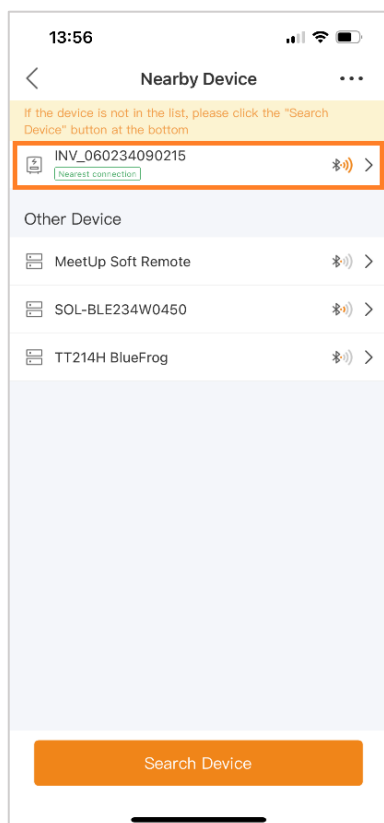 13:56
Nearby Device
If the device is not in the list, please click the "Search
Device" button at the bottom
INV_060234090215
Nearest connection
Other Device
MeetUp Soft Remote
SOL-BLE234W0450
TT214H BlueFrog
Search Device